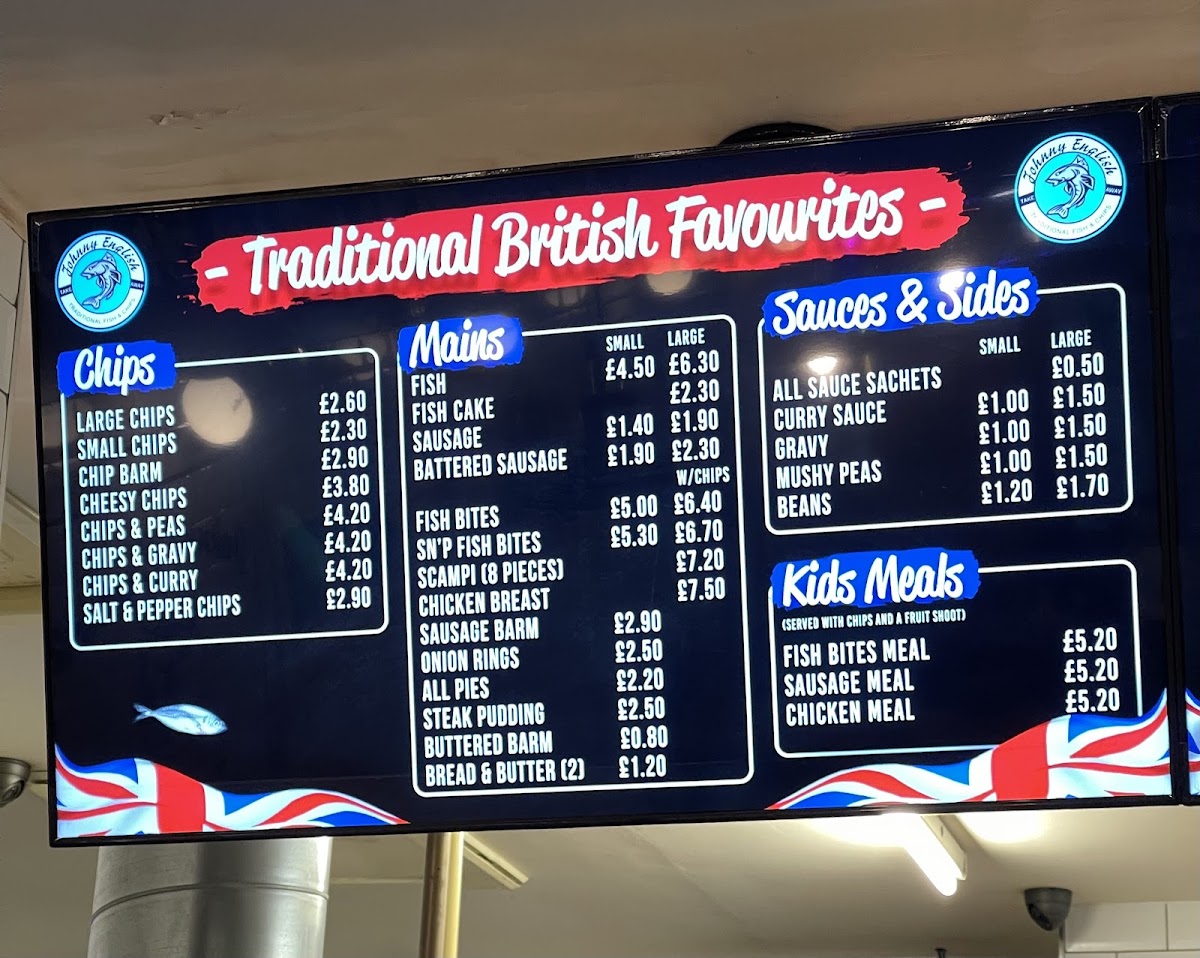 - Traditional British Favourites -
Johnny English
TAKE AWAY
TRADITIONAL FISH & CHIPS
Johnny English
TAKE AWAY
TRADITIONAL FISH & CHIPS
Chips
LARGE CHIPS £2.60
SMALL CHIPS £2.30
CHIP BARM £2.90
CHEESY CHIPS £3.80
CHIPS & PEAS £4.20
CHIPS & GRAVY £4.20
CHIPS & CURRY £4.20
SALT & PEPPER CHIPS £2.90
Mains
SMALL LARGE
FISH £4.50 £6.30
FISH CAKE £2.30
SAUSAGE £1.40 £1.90
BATTERED SAUSAGE £1.90 £2.30
W/CHIPS
FISH BITES £5.00 £6.40
SN'P FISH BITES £5.30 £6.70
SCAMPI (8 PIECES) £7.20
CHICKEN BREAST £7.50
SAUSAGE BARM £2.90
ONION RINGS £2.50
ALL PIES £2.20
STEAK PUDDING £2.50
BUTTERED BARM £0.80
BREAD & BUTTER (2) £1.20
Sauces & Sides
SMALL LARGE
ALL SAUCE SACHETS £0.50
CURRY SAUCE £1.00 £1.50
GRAVY £1.00 £1.50
MUSHY PEAS £1.00 £1.50
BEANS £1.20 £1.70
Kids Meals
(SERVED WITH CHIPS AND A FRUIT SHOOT)
FISH BITES MEAL £5.20
SAUSAGE MEAL £5.20
CHICKEN MEAL £5.20